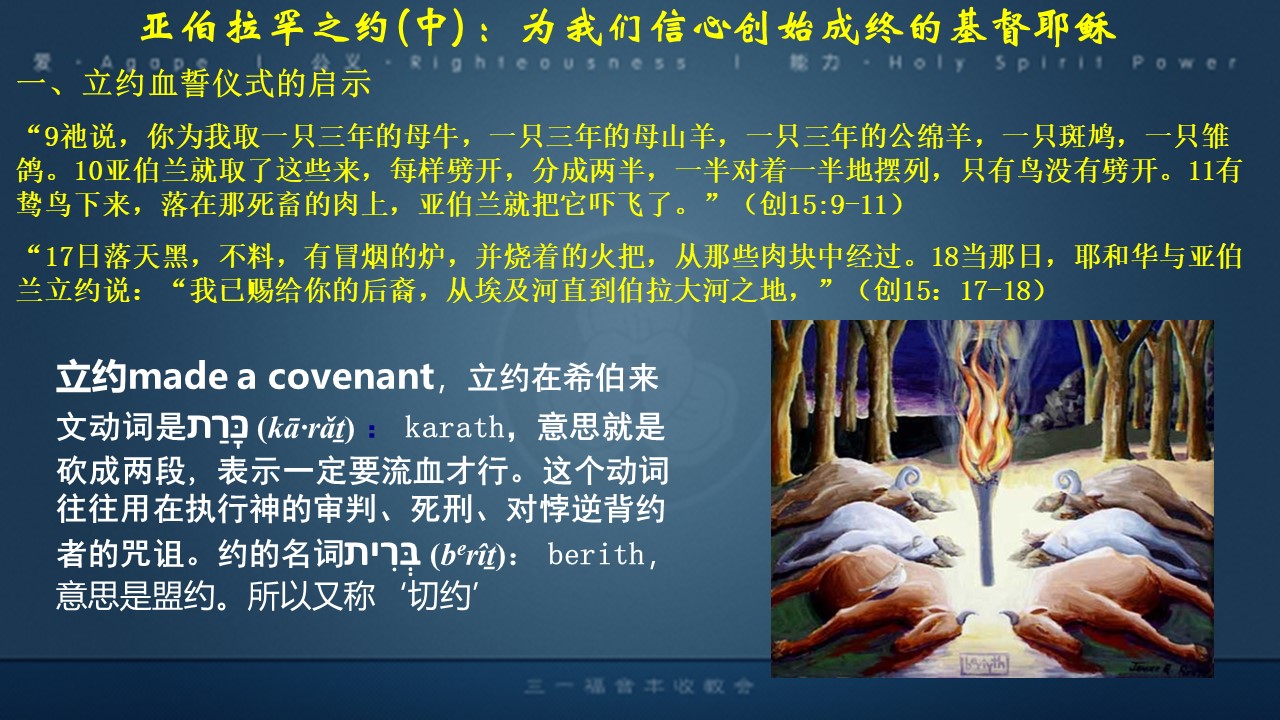 亚伯拉罕之约(中)：为我们信心创始成终的基督耶稣
爱·Agape | 公义·Righteousness | 能力·Holy Spirit Power
一、立约血誓仪式的启示
“9祂说，你为我取一只三年的母牛，一只三年的母山羊，一只三年的公绵羊，一只斑鸠，一只雏
鸽。10亚伯兰就取了这些来，每样劈开，分成两半，一半对着一半地摆列，只有鸟没有劈开。11有
鸷鸟下来，落在那死畜的肉上，亚伯兰就把它吓飞了。”（创15:9-11）
“17日落天黑，不料，有冒烟的炉，并烧着的火把，从那些肉块中经过。18当那日，耶和华与亚伯
兰立约说：“我已赐给你的后裔，从埃及河直到伯拉大河之地，”（创15：17-18）
立约made a covenant，立约在希伯来
文动词是כָּרַת (kā·rǎṯ) ： karath，意思就是
砍成两段，表示一定要流血才行。这个动词
往往用在执行神的审判、死刑、对悖逆背约
者的咒诅。约的名词בְּרִית (bᵉrîṯ)： berith，
意思是盟约。所以又称‘切约’
三一福音丰收教会